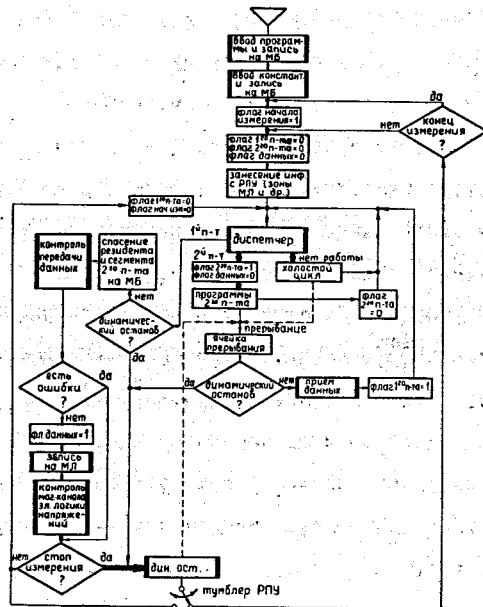 ввод програм-
мы и запись
на МБ
ввод констант
и запись
на МБ
да
флаг начала
измерения=1
нет
конец
измерения
?
флаг 1го п-та=0
флаг 2го п-та=0
флаг данных=0
занесение инф.
с РПУ (зоны
МЛ и др.)
флаг 1го п-та=0
флаг нач.изм=0
1й п-т
диспетчер
контроль
передачи
данных
спасение
резидента
и сегмента
2го п-та
на МБ
2й п-т
нет работы
флаг 2го п-та=1
флаг данных=0
холостой
цикл
нет
программы
2го п-та
флаг
2го п-та
=0
динамичес-
кий останов
?
да
прерывание
ячейка
прерывания
есть
ошибки
?
да
да
динамический
останов
?
нет
прием
данных
флаг 1го п-та=1
нет
фл.данных=1
запись
на МЛ
контроль
маг.канала
эл. логики
напряжений
нет
стоп
измерения
?
да
дин. ост.
тумблер РПУ